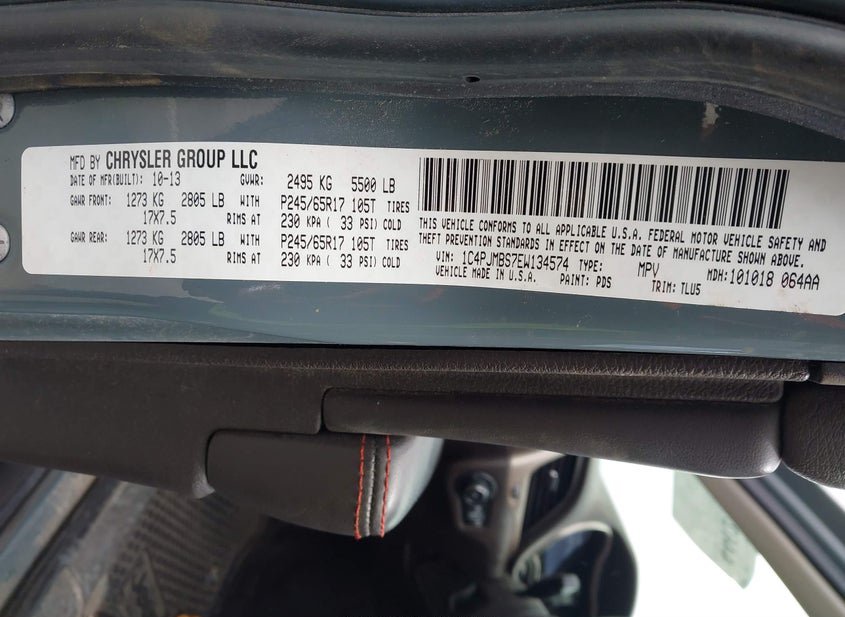 MFD BY CHRYSLER GROUP LLC
DATE OF MFR(BUILT): 10-13 GVWR: 2495 KG 5500 LB
GAWR FRONT: 1273 KG 2805 LB WITH P245/65R17 105T TIRES
17X7.5 RIMS AT 230 KPA ( 33 PSI) COLD
GAWR REAR: 1273 KG 2805 LB WITH P245/65R17 105T TIRES
17X7.5 RIMS AT 230 KPA ( 33 PSI) COLD
THIS VEHICLE CONFORMS TO ALL APPLICABLE U.S.A. FEDERAL MOTOR VEHICLE SAFETY AND
THEFT PREVENTION STANDARDS IN EFFECT ON THE DATE OF MANUFACTURE SHOWN ABOVE.
VIN: 1C4PJMBS7EW134574 TYPE: MPV MDH:101018 064AA
VEHICLE MADE IN U.S.A. PAINT: PDS TRIM: TLU5